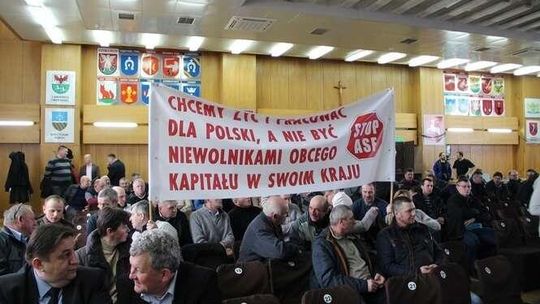 CHCEMY ŻYĆ I PRACOWAĆ
DLA POLSKI, A NIE BYĆ
NIEWOLNIKAMI OBCEGO
KAPITAŁU W SWOIM KRAJU
STOP
ASF